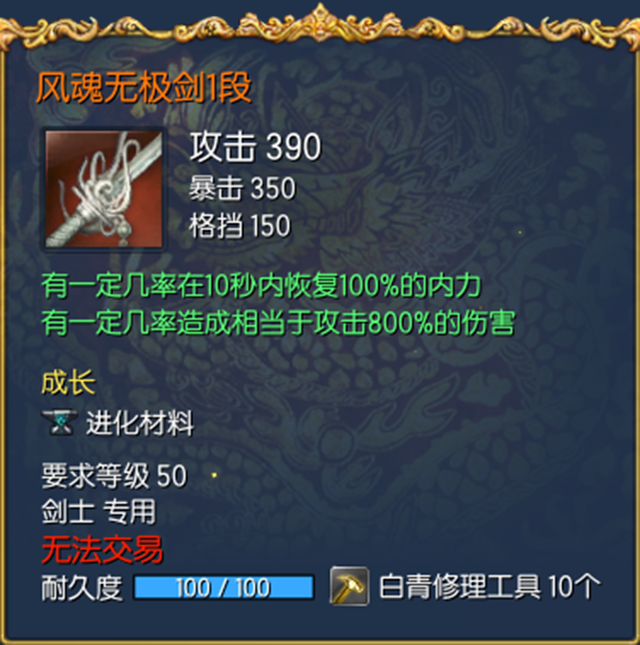 风魂无极剑1段
攻击 390
暴击 350
格挡 150
有一定几率在10秒内恢复100%的内力
有一定几率造成相当于攻击800%的伤害
成长
进化材料
要求等级 50
剑士 专用
无法交易
耐久度 100 / 100 白青修理工具 10个